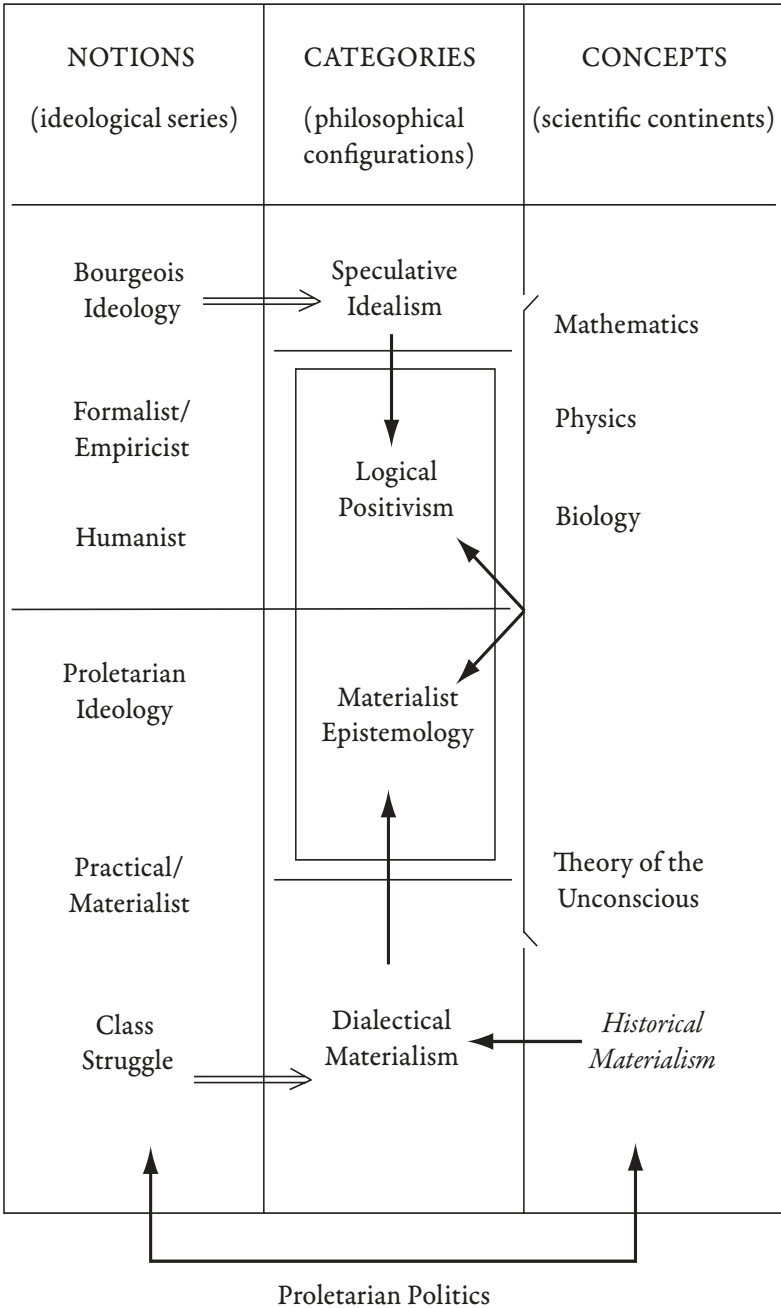 NOTIONS
(ideological series)
CATEGORIES
(philosophical
configurations)
CONCEPTS
(scientific continents)
Bourgeois
Ideology
Formalist/
Empiricist
Humanist
Proletarian
Ideology
Practical/
Materialist
Class
Struggle
Speculative
Idealism
Logical
Positivism
Materialist
Epistemology
Dialectical
Materialism
Mathematics
Physics
Biology
Theory of the
Unconscious
Historical
Materialism
Proletarian Politics